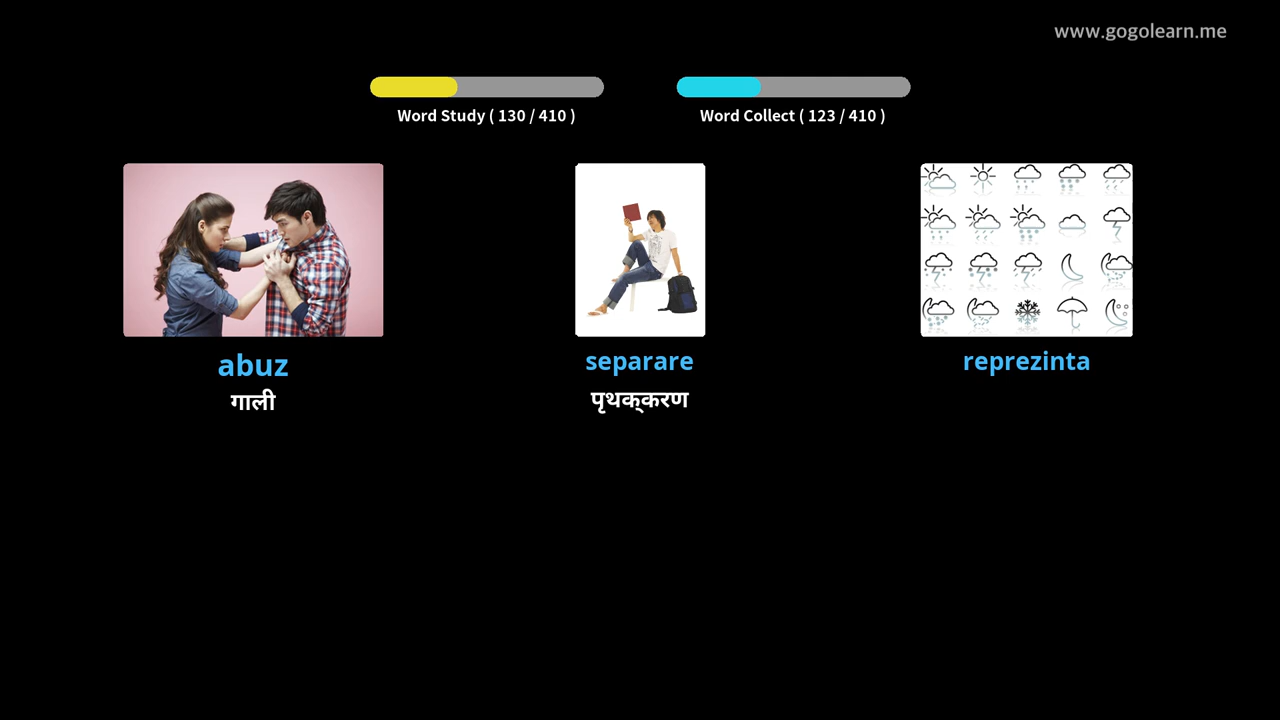 www.gogolearn.me
Word Study ( 130 / 410 )
Word Collect ( 123 / 410 )
abuz
गाली
separare
पृथक्करण
reprezinta